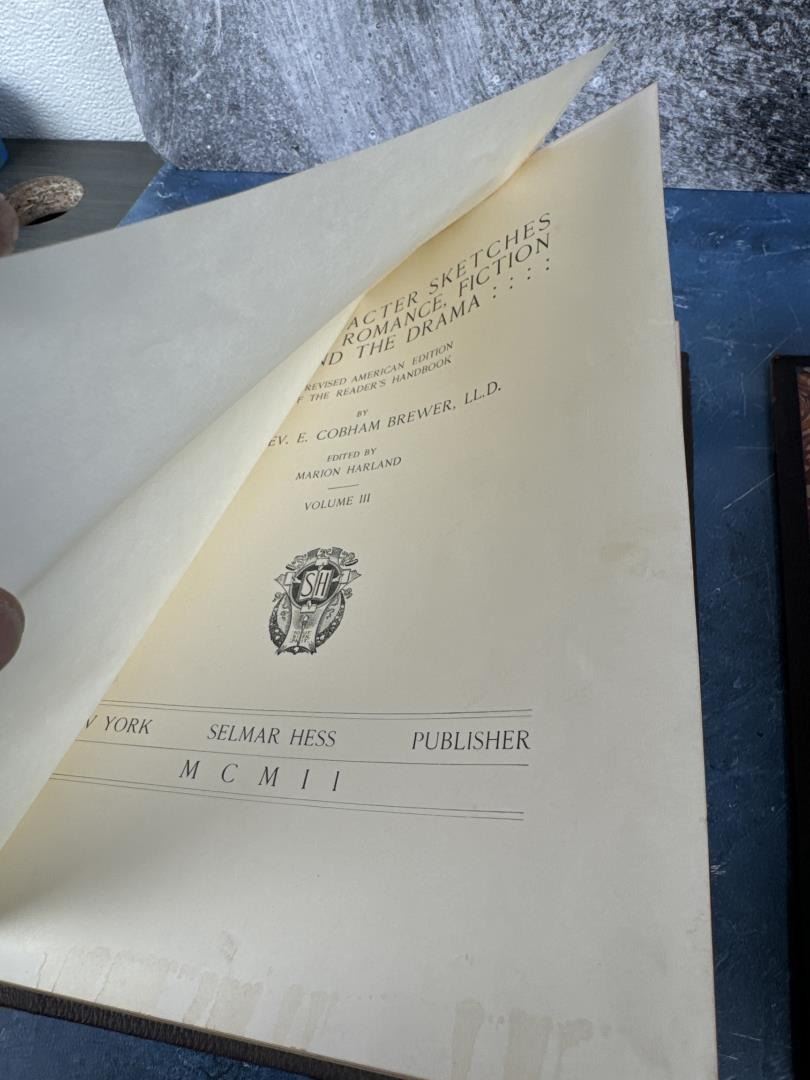 ACTER SKETCHES
ROMANCE, FICTION
ND THE DRAMA : : : :
REVISED AMERICAN EDITION
F THE READER'S HANDBOOK
BY
EV. E. COBHAM BREWER, LL.D.
EDITED BY
MARION HARLAND
VOLUME III
SH
YORK SELMAR HESS PUBLISHER
MCMII